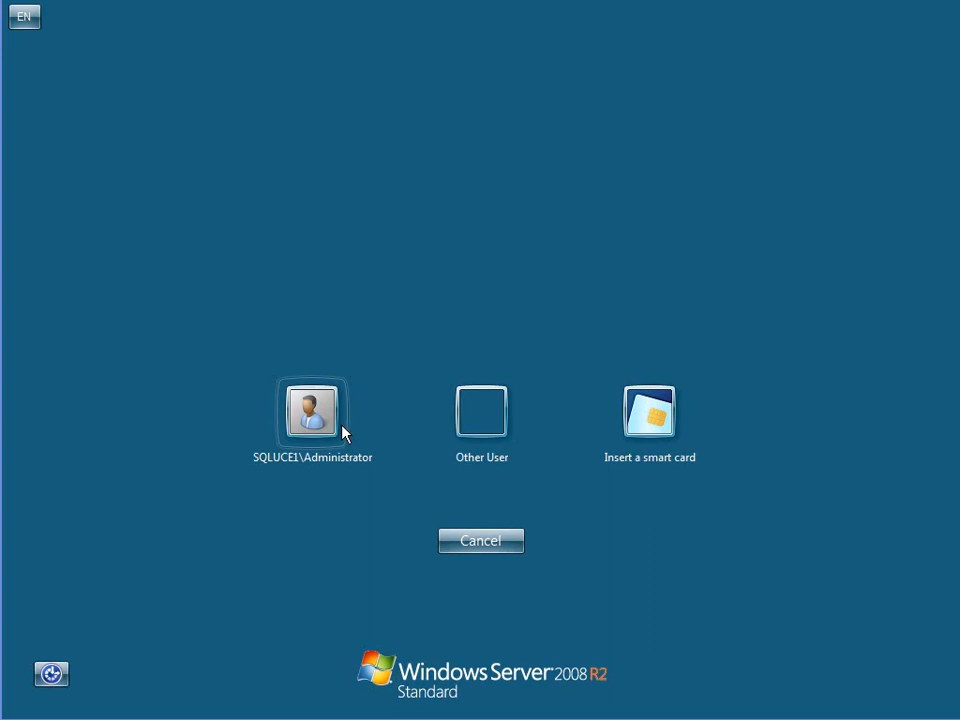 EN
SQLUCE1\Administrator
Other User
Insert a smart card
Cancel
Windows Server 2008 R2
Standard